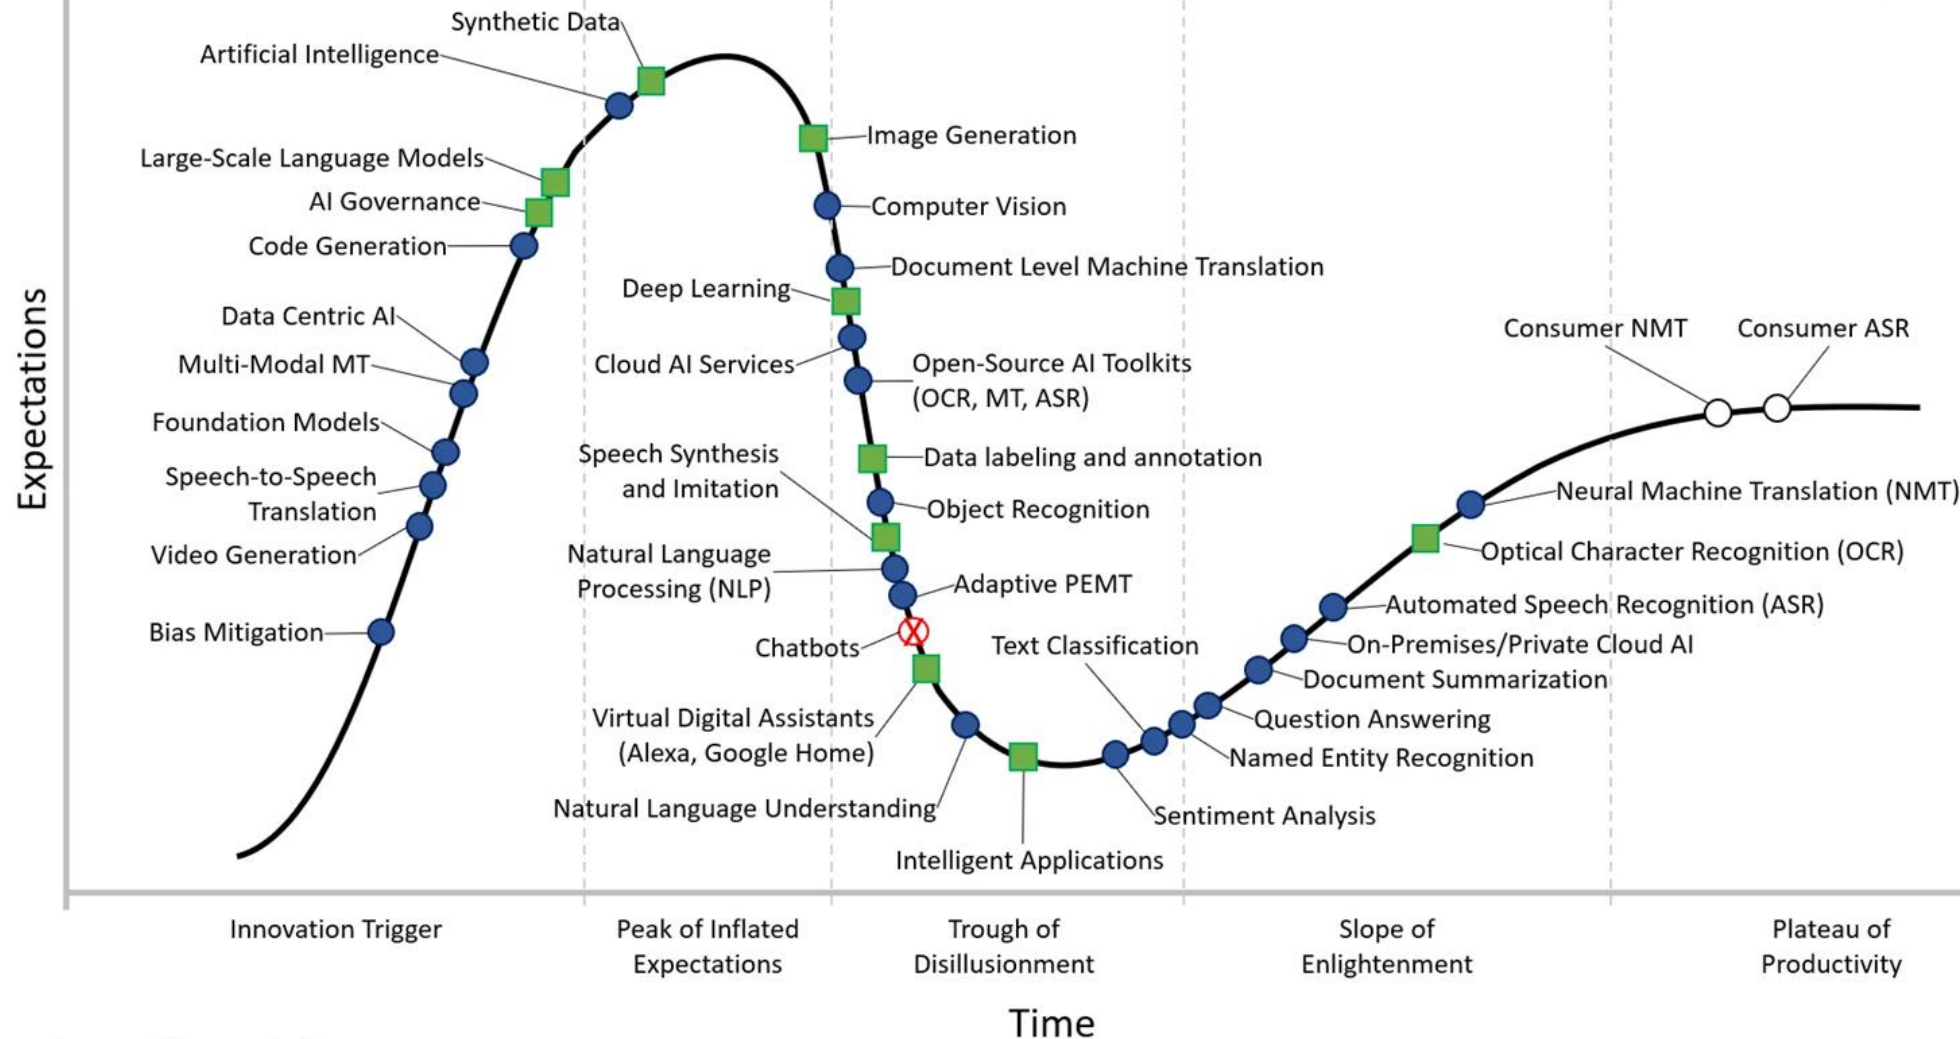 Synthetic Data
Artificial Intelligence
Large-Scale Language Models
AI Governance
Code Generation
Data Centric AI
Multi-Modal MT
Foundation Models
Speech-to-Speech
Translation
Video Generation
Bias Mitigation
Image Generation
Computer Vision
Document Level Machine Translation
Deep Learning
Cloud AI Services
Open-Source AI Toolkits
(OCR, MT, ASR)
Data labeling and annotation
Speech Synthesis
and Imitation
Object Recognition
Natural Language
Processing (NLP)
Adaptive PEMT
Chatbots
Virtual Digital Assistants
(Alexa, Google Home)
Natural Language Understanding
Intelligent Applications
Sentiment Analysis
Text Classification
Named Entity Recognition
Question Answering
Document Summarization
On-Premises/Private Cloud AI
Automated Speech Recognition (ASR)
Optical Character Recognition (OCR)
Neural Machine Translation (NMT)
Consumer NMT
Consumer ASR
Expectations
Innovation Trigger
Peak of Inflated
Expectations
Trough of
Disillusionment
Slope of
Enlightenment
Plateau of
Productivity
Time